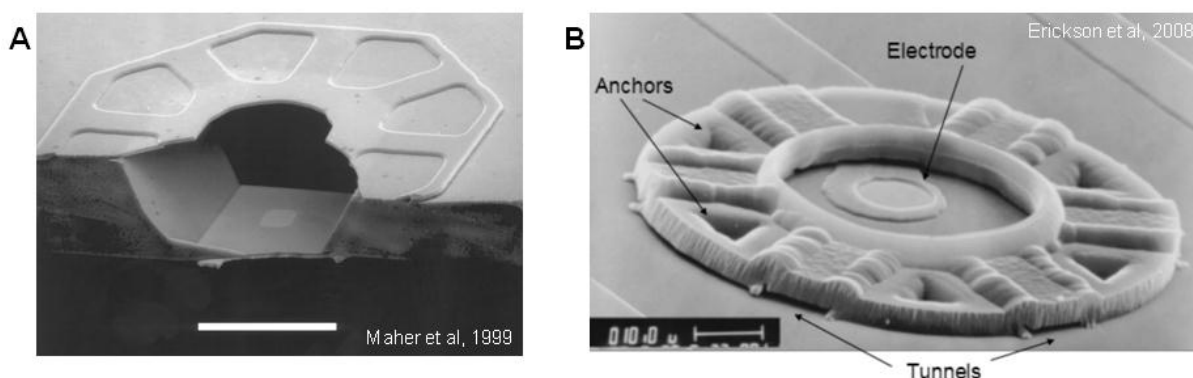 A
Maher et al, 1999
B
Erickson et al, 2008
Electrode
Anchors
Tunnels